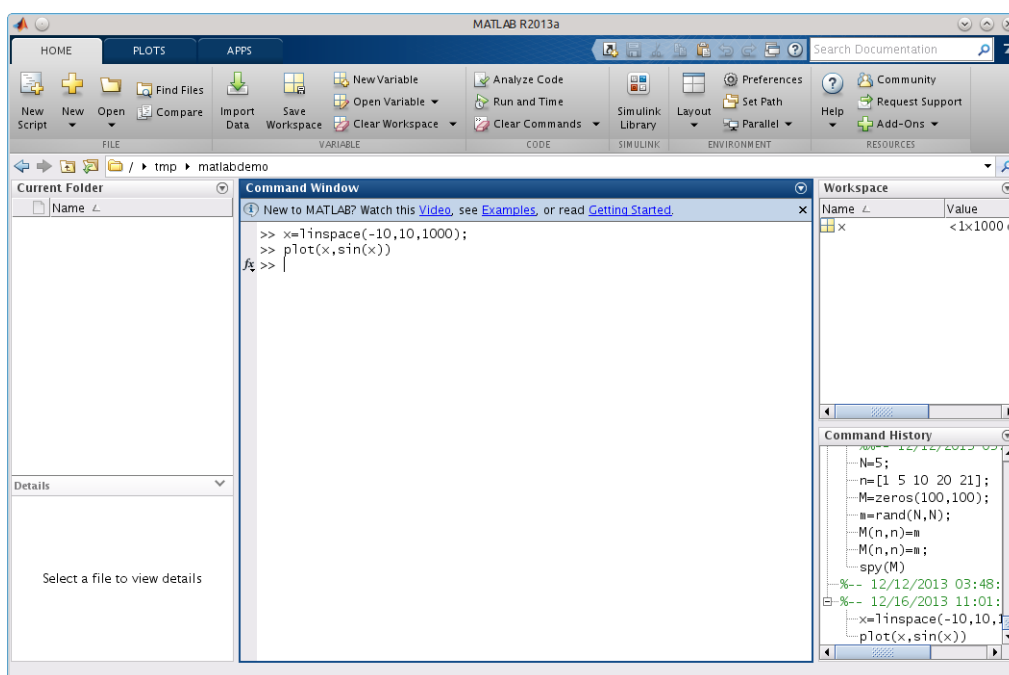 MATLAB R2013a
HOME PLOTS APPS
Search Documentation
New Script
New
Open
Find Files
Compare
FILE
Import Data
Save Workspace
New Variable
Open Variable
Clear Workspace
VARIABLE
Analyze Code
Run and Time
Clear Commands
CODE
Simulink Library
SIMULINK
Layout
Preferences
Set Path
Parallel
ENVIRONMENT
Help
Community
Request Support
Add-Ons
RESOURCES
/ tmp matlabdemo
Current Folder
Name
Details
Select a file to view details
Command Window
New to MATLAB? Watch this Video, see Examples, or read Getting Started.
>> x=linspace(-10,10,1000);
>> plot(x,sin(x))
fx >>
Workspace
Name Value
x <1x1000
Command History
N=5;
n=[1 5 10 20 21];
M=zeros(100,100);
m=rand(N,N);
M(n,n)=m
M(n,n)=m;
spy(M)
%-- 12/12/2013 03:48:
%-- 12/16/2013 11:01:
x=linspace(-10,10,1
plot(x,sin(x))